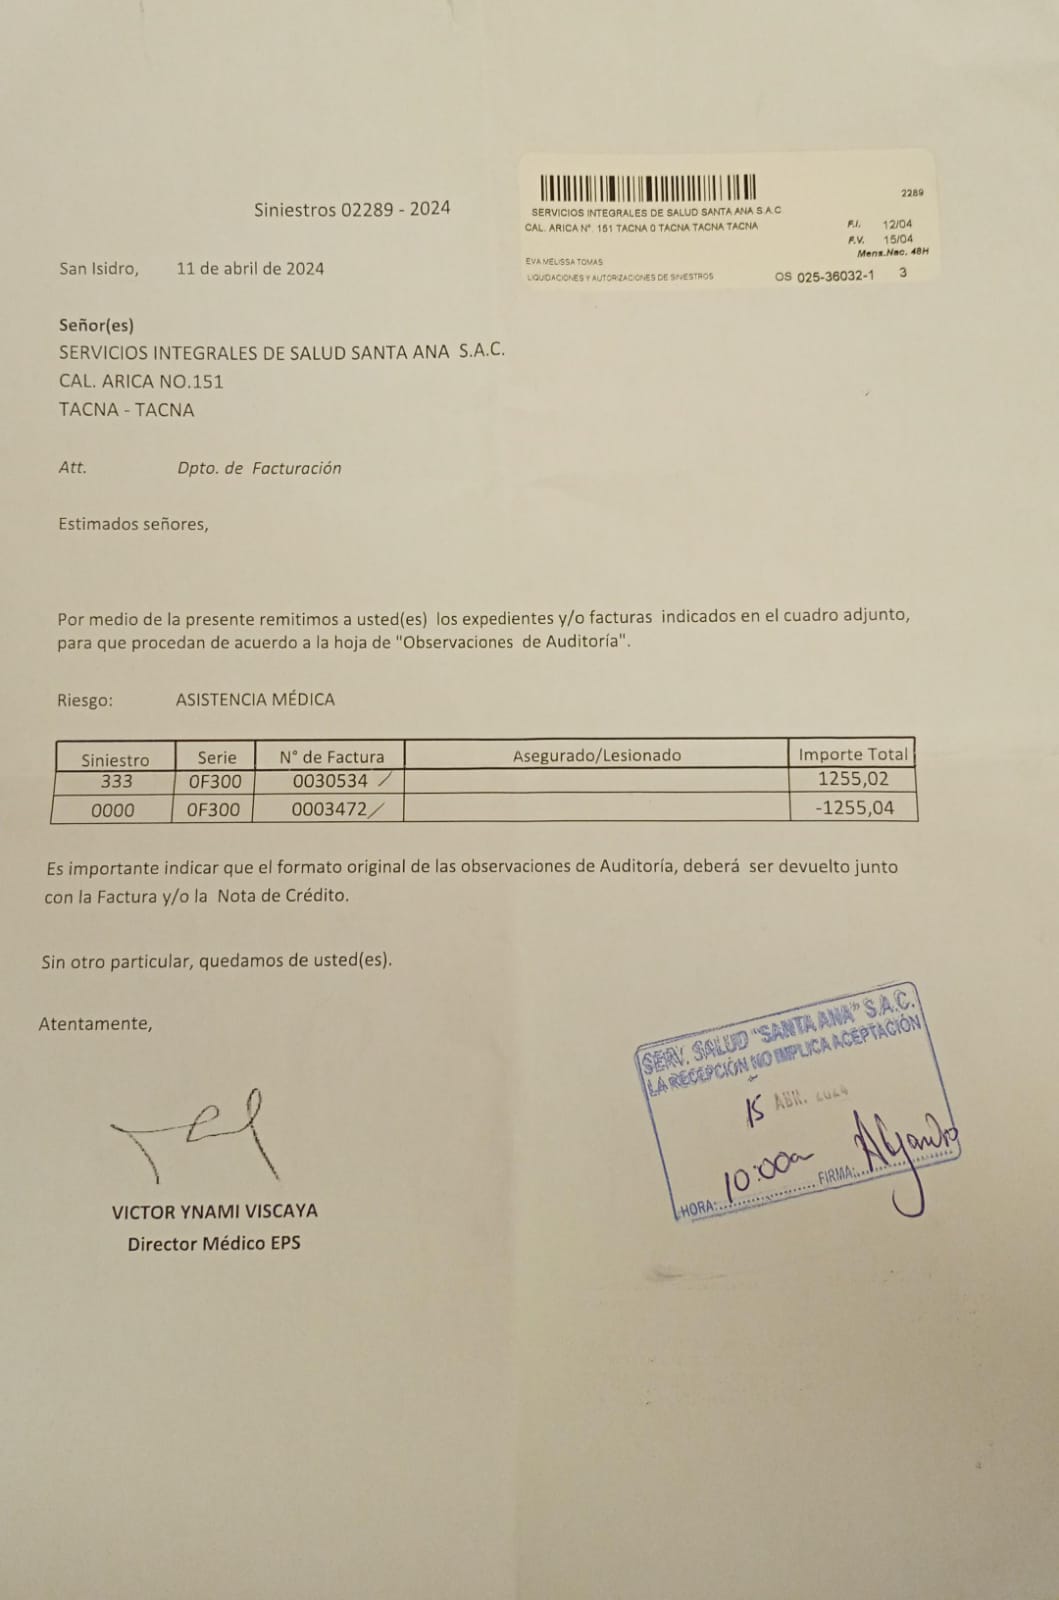 2289
SERVICIOS INTEGRALES DE SALUD SANTA ANA S.A.C
CAL. ARICA Nº. 151 TACNA 0 TACNA TACNA TACNA
F.I. 12/04
F.V. 15/04
Mens.Nac. 48H
EVA MELISSA TOMAS
LIQUIDACIONES Y AUTORIZACIONES DE SINIESTROS
OS 025-36032-1 3
Siniestros 02289 - 2024
San Isidro, 11 de abril de 2024
Señor(es)
SERVICIOS INTEGRALES DE SALUD SANTA ANA S.A.C.
CAL. ARICA NO.151
TACNA - TACNA
Att. Dpto. de Facturación
Estimados señores,
Por medio de la presente remitimos a usted(es) los expedientes y/o facturas indicados en el cuadro adjunto,
para que procedan de acuerdo a la hoja de "Observaciones de Auditoría".
Riesgo: ASISTENCIA MÉDICA
Siniestro Serie N° de Factura Asegurado/Lesionado Importe Total
333 0F300 0030534 1255,02
0000 0F300 0003472 -1255,04
Es importante indicar que el formato original de las observaciones de Auditoría, deberá ser devuelto junto
con la Factura y/o la Nota de Crédito.
Sin otro particular, quedamos de usted(es).
Atentamente,
SERV. SALUD "SANTA ANA" S.A.C.
LA RECEPCIÓN NO IMPLICA ACEPTACIÓN
15 ABR. 2024
HORA: 10:00a FIRMA:
VICTOR YNAMI VISCAYA
Director Médico EPS